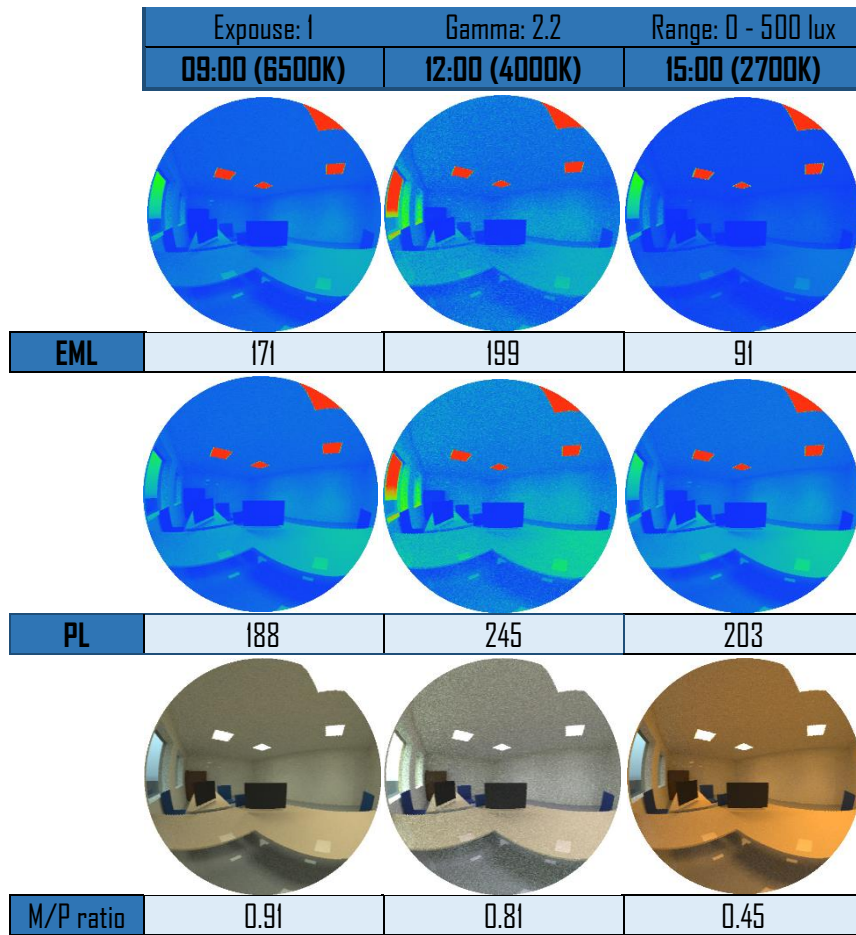 Expouse: 1 Gamma: 2.2 Range: 0 - 500 lux
09:00 (6500K) 12:00 (4000K) 15:00 (2700K)
EML 171 199 91
PL 188 245 203
M/P ratio 0.91 0.81 0.45